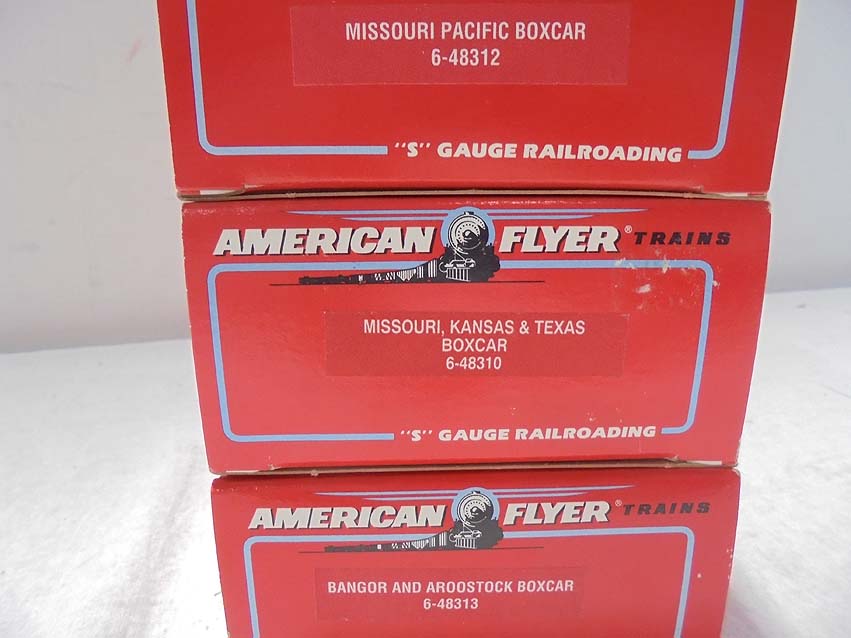 MISSOURI PACIFIC BOXCAR
6-48312
"S" GAUGE RAILROADING
AMERICAN FLYER® TRAINS
MISSOURI, KANSAS & TEXAS
BOXCAR
6-48310
"S" GAUGE RAILROADING
AMERICAN FLYER® TRAINS
BANGOR AND AROOSTOCK BOXCAR
6-48313